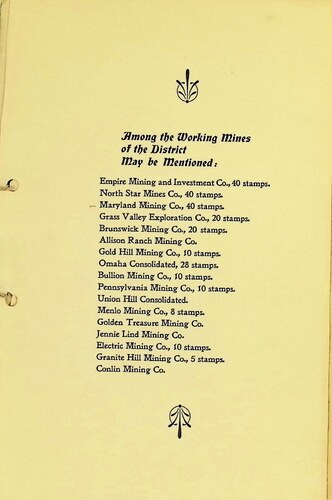 Among the Working Mines
of the District
May be Mentioned:
Empire Mining and Investment Co., 40 stamps.
North Star Mines Co., 40 stamps.
Maryland Mining Co., 40 stamps.
Grass Valley Exploration Co., 20 stamps.
Brunswick Mining Co., 20 stamps.
Allison Ranch Mining Co.
Gold Hill Mining Co., 10 stamps.
Omaha Consolidated, 28 stamps.
Bullion Mining Co., 10 stamps.
Pennsylvania Mining Co., 10 stamps.
Union Hill Consolidated.
Menlo Mining Co., 8 stamps.
Golden Treasure Mining Co.
Jennie Lind Mining Co.
Electric Mining Co., 10 stamps.
Granite Hill Mining Co., 5 stamps.
Conlin Mining Co.